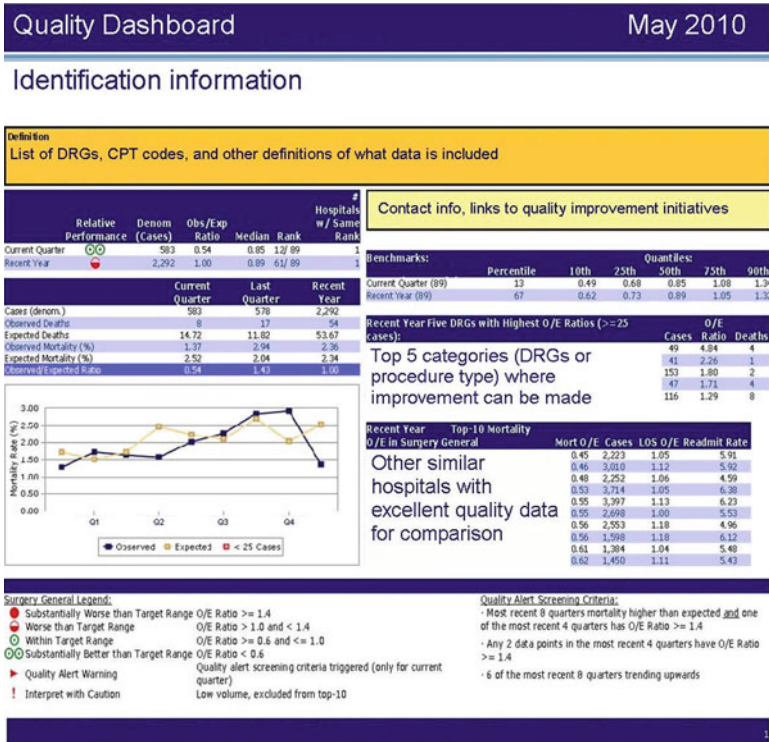 Quality Dashboard May 2010
Identification information
Definition
List of DRGs, CPT codes, and other definitions of what data is included
#
Hospitals
Relative Denom Obs/Exp w/ Same
Performance (Cases) Ratio Median Rank Rank
Current Quarter 583 0.54 0.85 12/ 89 1
Recent Year 2,292 1.00 0.89 61/ 89 1
Current Last Recent
Quarter Quarter Year
Cases (denom.) 583 578 2,292
Observed Deaths 8 17 54
Expected Deaths 14.72 11.82 53.67
Observed Mortality (%) 1.37 2.94 2.36
Expected Mortality (%) 2.52 2.04 2.34
Observed/Expected Ratio 0.54 1.43 1.00
Mortality Rate (%)
3.00
2.50
2.00
1.50
1.00
0.50
0.00
Q1 Q2 Q3 Q4
Observed Expected < 25 Cases
Contact info, links to quality improvement initiatives
Benchmarks: Quantiles:
Percentile 10th 25th 50th 75th 90th
Current Quarter (89) 13 0.49 0.68 0.85 1.08
Recent Year (89) 67 0.62 0.73 0.89 1.05
Recent Year Five DRGs with Highest O/E Ratios (>=25 O/E
cases): Cases Ratio Deaths
49 4.84 4
41 2.26 1
153 1.80 2
47 1.71 4
116 1.29 8
Top 5 categories (DRGs or
procedure type) where
improvement can be made
Recent Year Top-10 Mortality
O/E in Surgery General Mort O/E Cases LOS O/E Readmit Rate
0.45 2,223 1.05 5.91
0.46 3,010 1.12 5.92
0.48 2,252 1.06 4.59
0.53 3,714 1.05 6.38
0.55 3,397 1.13 6.23
0.55 2,698 1.00 5.53
0.56 2,553 1.18 4.96
0.56 1,598 1.18 6.12
0.61 1,384 1.04 5.48
0.62 1,450 1.11 5.43
Other similar
hospitals with
excellent quality data
for comparison
Surgery General Legend:
Substantially Worse than Target Range O/E Ratio >= 1.4
Worse than Target Range O/E Ratio > 1.0 and < 1.4
Within Target Range O/E Ratio >= 0.6 and <= 1.0
Substantially Better than Target Range O/E Ratio < 0.6
Quality Alert Warning Quality alert screening criteria triggered (only for current
quarter)
! Interpret with Caution Low volume, excluded from top-10
Quality Alert Screening Criteria:
· Most recent 8 quarters mortality higher than expected and one
of the most recent 4 quarters has O/E Ratio >= 1.4
· Any 2 data points in the most recent 4 quarters have O/E Ratio
>= 1.4
· 6 of the most recent 8 quarters trending upwards
1